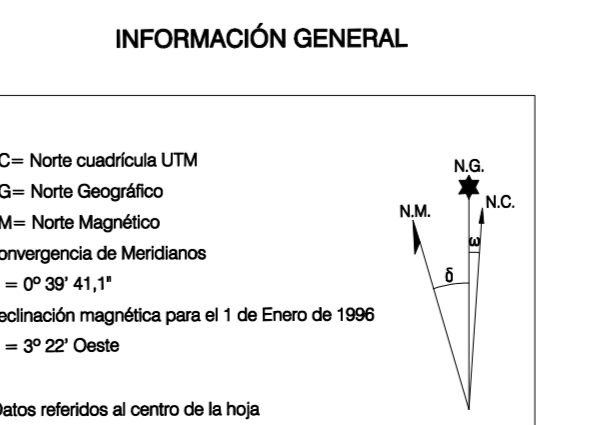 INFORMACIÓN GENERAL
C= Norte cuadrícula UTM
G= Norte Geográfico
M= Norte Magnético
onvergencia de Meridianos
= 0º 39' 41,1"
eclinación magnética para el 1 de Enero de 1996
= 3º 22' Oeste
Datos referidos al centro de la hoja
N.G.
N.M.
N.C.
ω
δ